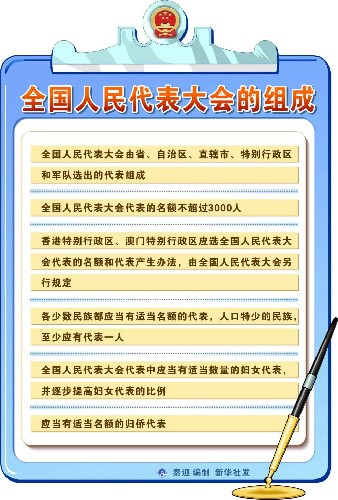 全国人民代表大会的组成
全国人民代表大会由省、自治区、直辖市、特别行政区
和军队选出的代表组成
全国人民代表大会代表的名额不超过3000人
香港特别行政区、澳门特别行政区应选全国人民代表大
会代表的名额和代表产生办法，由全国人民代表大会另
行规定
各少数民族都应当有适当名额的代表，人口特少的民族，
至少应有代表一人
全国人民代表大会代表中应当有适当数量的妇女代表，
并逐步提高妇女代表的比例
应当有适当名额的归侨代表
秦迎 编制 新华社发